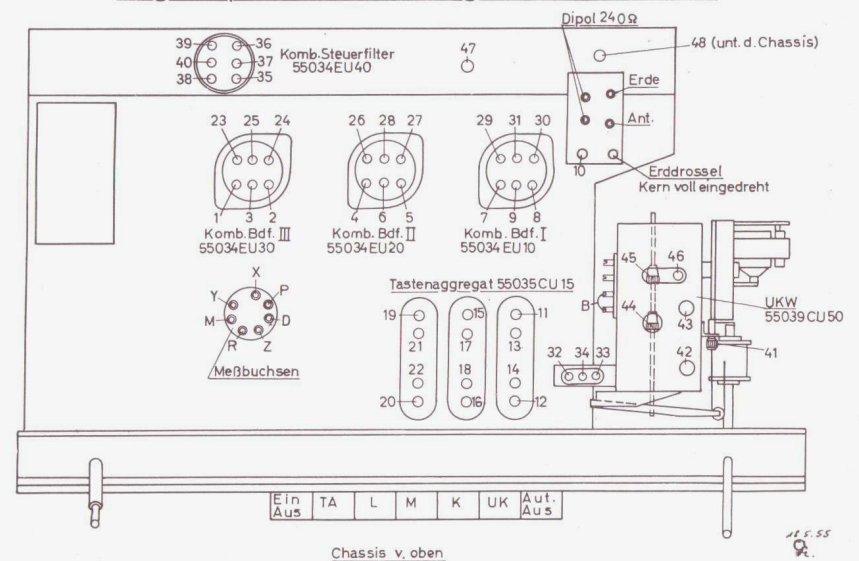 Dipol 240Ω
39 36
40 37
38 35
Komb. Steuerfilter
55034EU40
47
48 (unt. d. Chassis)
Erde
Ant.
10
Erddrossel
Kern voll eingedreht
23 25 24
1 3 2
Komb. Bdf. III
55034EU30
26 28 27
4 6 5
Komb. Bdf. II
55034EU20
29 31 30
7 9 8
Komb. Bdf. I
55034EU10
X
Y P
M D
R Z
Meßbuchsen
Tastenaggregat 55035CU15
19 15 11
21 17 13
22 18 14
20 16 12
32 34 33
B
45 46
44 43
42
41
UKW
55039CU50
Ein Aus
TA
L
M
K
UK
Aut. Aus
Chassis v. oben
18.5.55